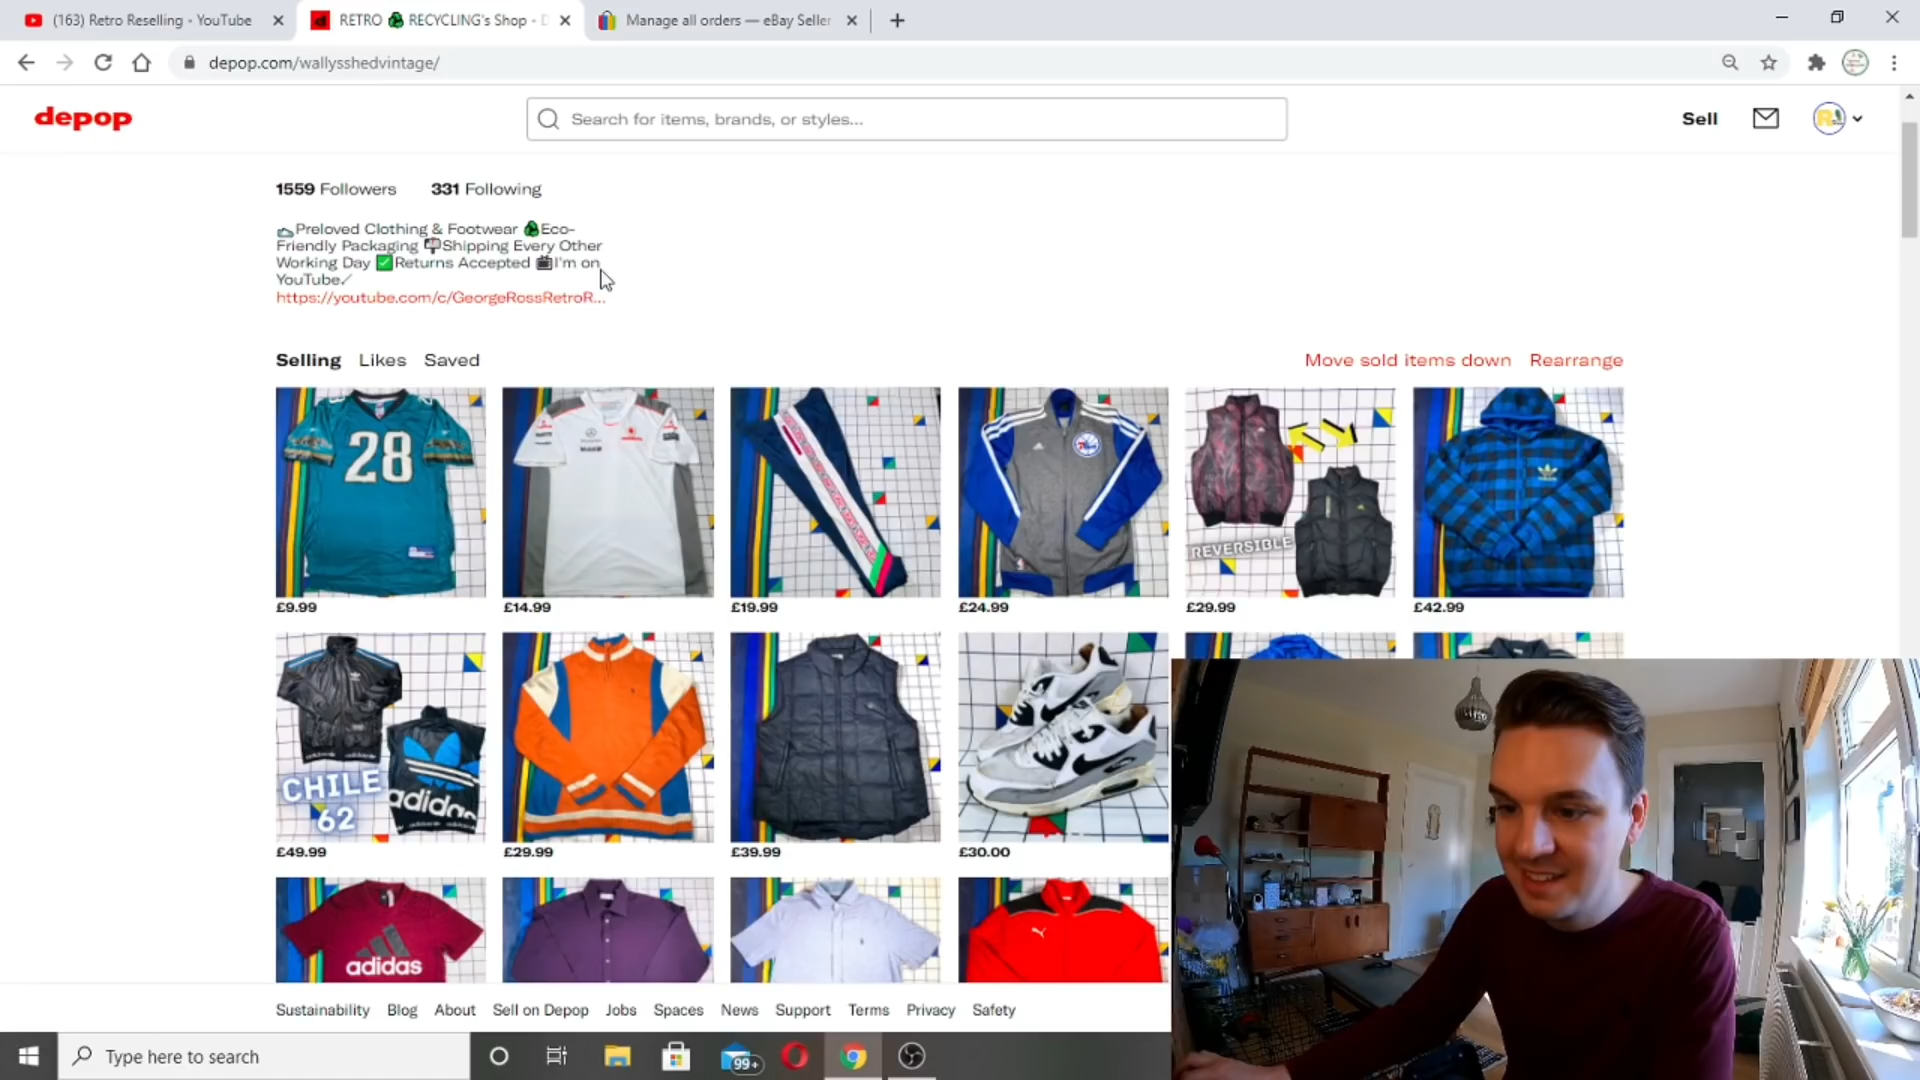 (163) Retro Reselling - YouTube
RETRO RECYCLING's Shop - D
Manage all orders — eBay Seller
depop.com/wallysshedvintage/
depop
Search for items, brands, or styles...
Sell
1559 Followers 331 Following
Preloved Clothing & Footwear Eco-
Friendly Packaging Shipping Every Other
Working Day Returns Accepted I'm on
YouTube
https://youtube.com/c/GeorgeRossRetroR...
Selling Likes Saved
Move sold items down Rearrange
28
REVERSIBLE
£9.99 £14.99 £19.99 £24.99 £29.99 £42.99
CHILE
62
adidas
£49.99 £29.99 £39.99 £30.00
adidas
Sustainability Blog About Sell on Depop Jobs Spaces News Support Terms Privacy Safety
Type here to search
99+